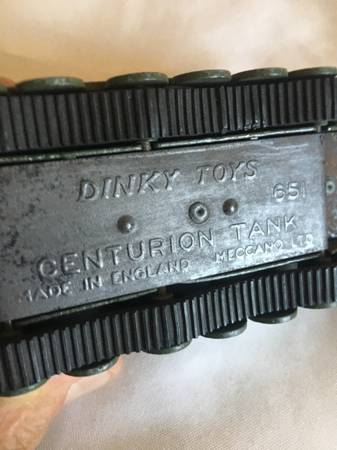 DINKY TOYS
651
CENTURION TANK
MADE IN ENGLAND MECCANO LTD